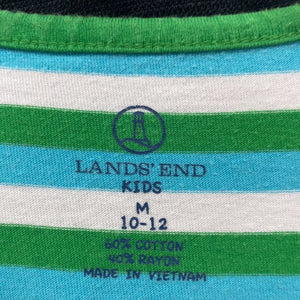 LANDS' END
KIDS
M
10-12
60% COTTON
40% RAYON
MADE IN VIETNAM